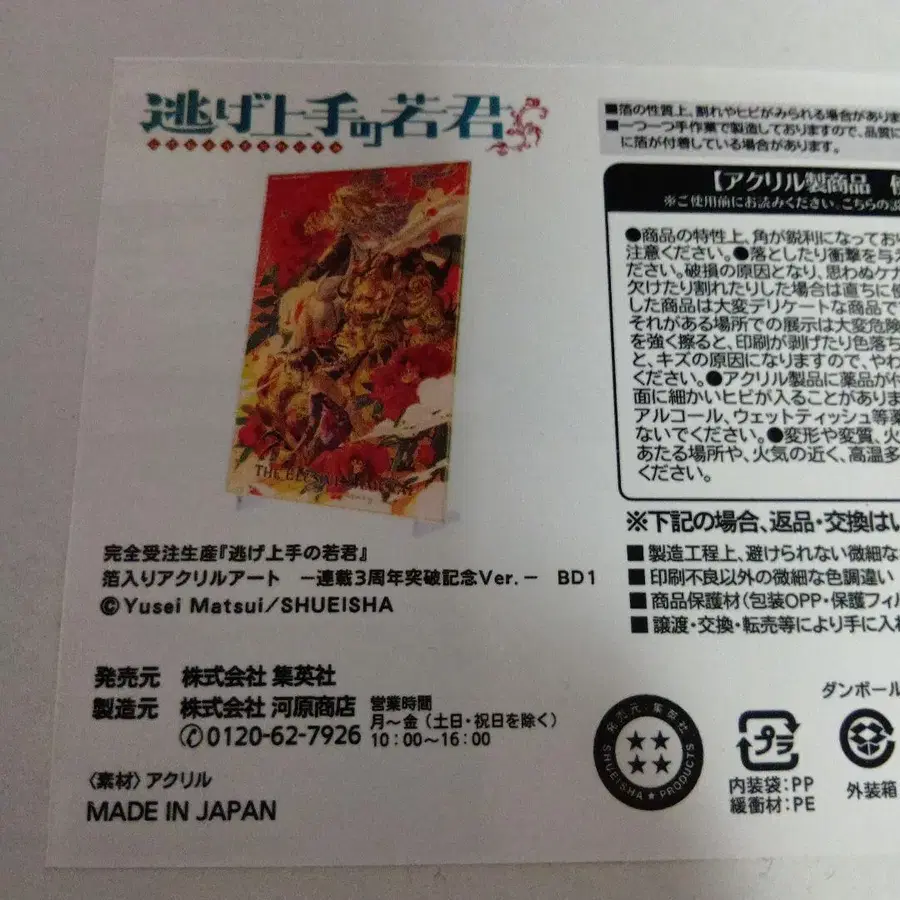 逃げ上手の若君
THE ELUSIVE SAMURAI
完全受注生産『逃げ上手の若君』
箔入りアクリルアート －連載3周年突破記念Ver.－ BD1
©Yusei Matsui/SHUEISHA
発売元 株式会社 集英社
製造元 株式会社 河原商店
営業時間
月～金（土日・祝日を除く）
10:00～16:00
0120-62-7926
〈素材〉アクリル
MADE IN JAPAN
■箔の性質上、割れやヒビがみられる場合がありま
■一つ一つ手作業で製造しておりますので、品質に
に箔が付着している場合があります。
【アクリル製商品
※ご使用前にお読みください。こちらの説
●商品の特性上、角が鋭利になってお
注意ください。●落としたり衝撃を与え
ださい。破損の原因となり、思わぬケガ
欠けたり割れたりした場合は直ちに使
した商品は大変デリケートな商品で
それがある場所での展示は大変危険
を強く擦ると、印刷が剥げたり色落ち
と、キズの原因になりますので、やわ
ください。●アクリル製品に薬品が付
面に細かいヒビが入ることがありま
アルコール、ウェットティッシュ等薬
ないでください。●変形や変質、火
あたる場所や、火気の近く、高温多
ください。
※下記の場合、返品・交換はい
■製造工程上、避けられない微細な
■印刷不良以外の微細な色調違い
■商品保護材（包装OPP・保護フィル
■譲渡・交換・転売等により手に入
発売元・集英社
SHUEISHA★PRODUCTS
プラ
内装袋：PP
緩衝材：PE
ダンボール
外装箱